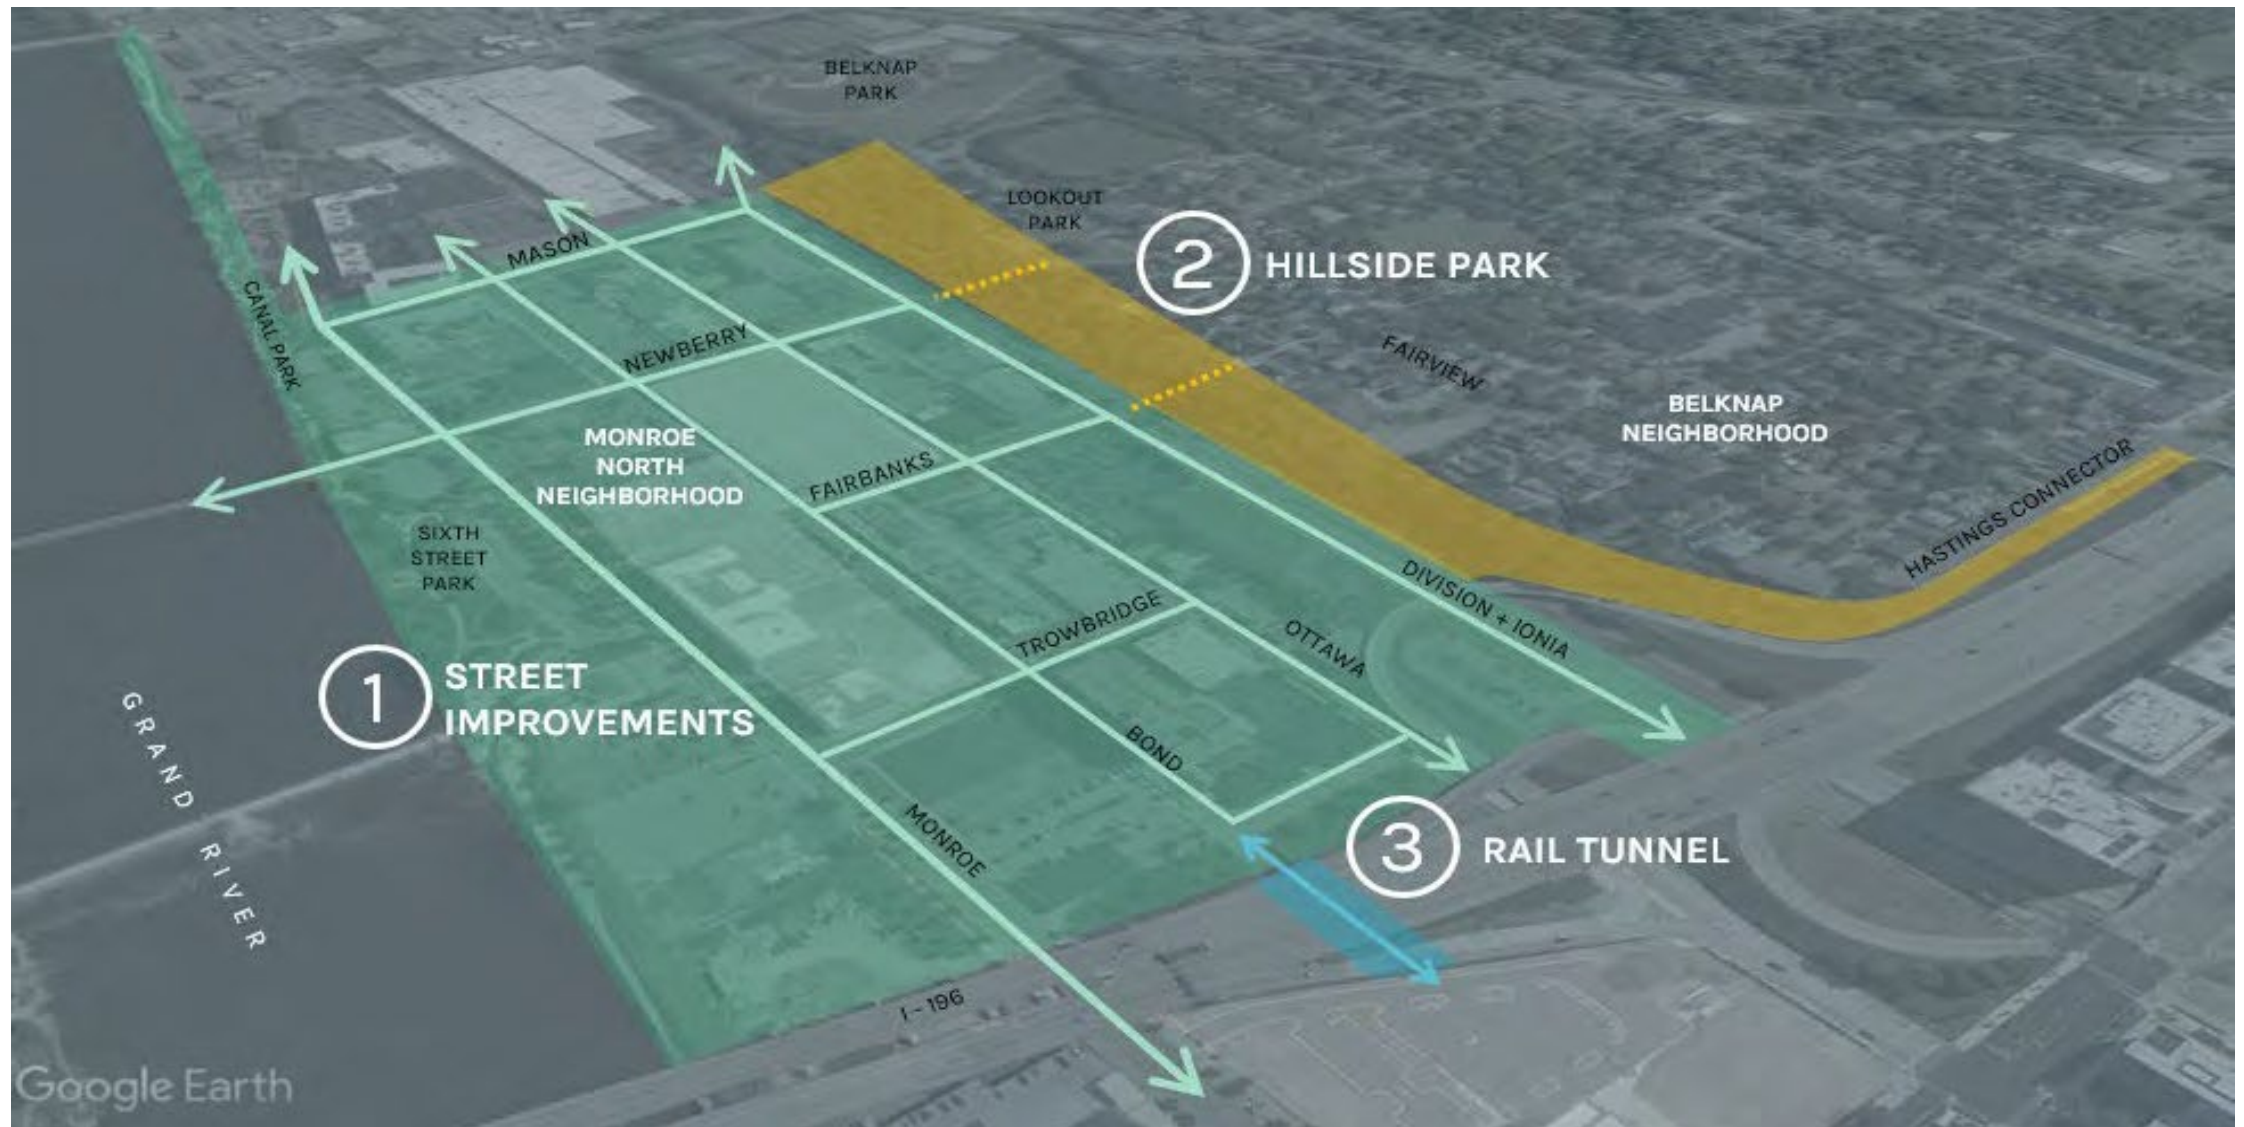 BELKNAP
PARK
LOOKOUT
PARK
2
HILLSIDE PARK
MASON
CANAL PARK
NEWBERRY
FAIRVIEW
BELKNAP
NEIGHBORHOOD
MONROE
NORTH
NEIGHBORHOOD
FAIRBANKS
HASTINGS CONNECTOR
SIXTH
STREET
PARK
DIVISION + IONIA
TROWBRIDGE
OTTAWA
1
STREET
IMPROVEMENTS
GRAND RIVER
BOND
MONROE
3
RAIL TUNNEL
I-196
Google Earth